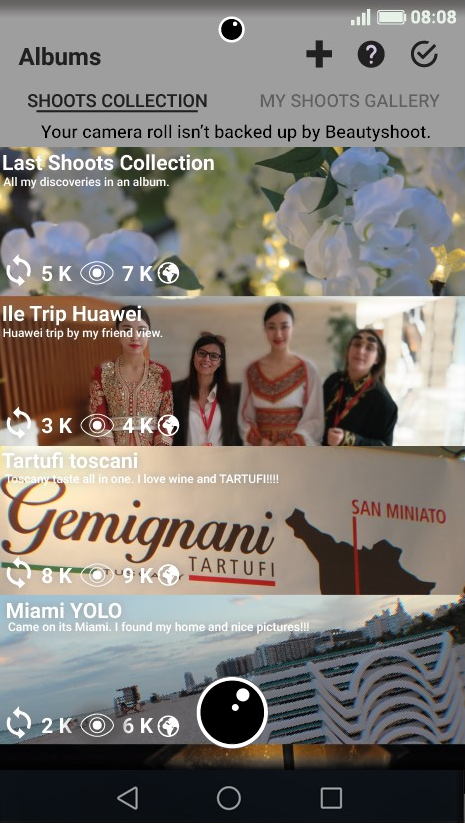 08:08
Albums
SHOOTS COLLECTION
MY SHOOTS GALLERY
Your camera roll isn't backed up by Beautyshoot.
Last Shoots Collection
All my discoveries in an album.
5 K 7 K
Ile Trip Huawei
Huawei trip by my friend view.
3 K 4 K
Tartufi toscani
Toscany taste all in one. I love wine and TARTUFI!!!!
Gemignani
SAN MINIATO
TARTUFI
TUSCANY
8 K 9 K
Miami YOLO
Came on its Miami. I found my home and nice pictures!!!
2 K 6 K